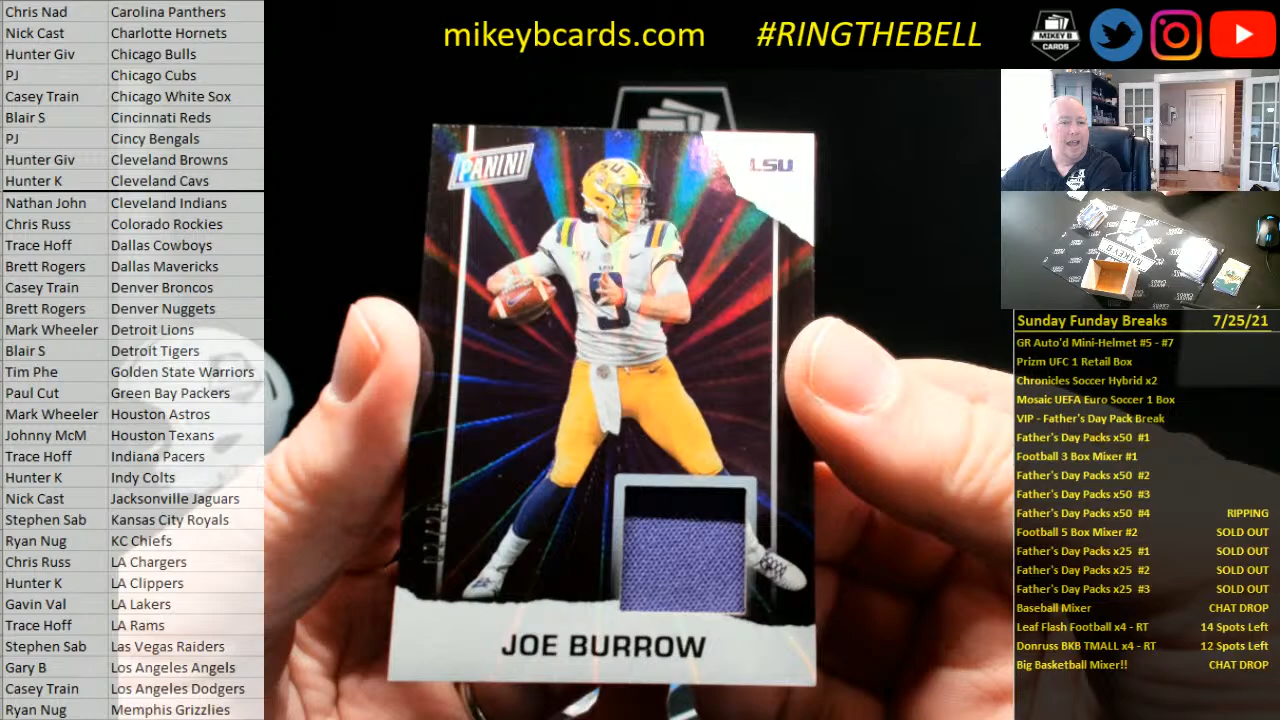 Chris Nad Carolina Panthers
Nick Cast Charlotte Hornets
Hunter Giv Chicago Bulls
PJ Chicago Cubs
Casey Train Chicago White Sox
Blair S Cincinnati Reds
PJ Cincy Bengals
Hunter Giv Cleveland Browns
Hunter K Cleveland Cavs
Nathan John Cleveland Indians
Chris Russ Colorado Rockies
Trace Hoff Dallas Cowboys
Brett Rogers Dallas Mavericks
Casey Train Denver Broncos
Brett Rogers Denver Nuggets
Mark Wheeler Detroit Lions
Blair S Detroit Tigers
Tim Phe Golden State Warriors
Paul Cut Green Bay Packers
Mark Wheeler Houston Astros
Johnny McM Houston Texans
Trace Hoff Indiana Pacers
Hunter K Indy Colts
Nick Cast Jacksonville Jaguars
Stephen Sab Kansas City Royals
Ryan Nug KC Chiefs
Chris Russ LA Chargers
Hunter K LA Clippers
Gavin Val LA Lakers
Trace Hoff LA Rams
Stephen Sab Las Vegas Raiders
Gary B Los Angeles Angels
Casey Train Los Angeles Dodgers
Ryan Nug Memphis Grizzlies
mikeybcards.com #RINGTHEBELL
MIKEY B
CARDS
PANINI
LSU
9
JOE BURROW
MIKEY B
Sunday Funday Breaks 7/25/21
GR Auto'd Mini-Helmet #5 - #7
Prizm UFC 1 Retail Box
Chronicles Soccer Hybrid x2
Mosaic UEFA Euro Soccer 1 Box
VIP - Father's Day Pack Break
Father's Day Packs x50 #1
Football 3 Box Mixer #1
Father's Day Packs x50 #2
Father's Day Packs x50 #3
Father's Day Packs x50 #4 RIPPING
Football 5 Box Mixer #2 SOLD OUT
Father's Day Packs x25 #1 SOLD OUT
Father's Day Packs x25 #2 SOLD OUT
Father's Day Packs x25 #3 SOLD OUT
Baseball Mixer CHAT DROP
Leaf Flash Football x4 - RT 14 Spots Left
Donruss BKB TMALL x4 - RT 12 Spots Left
Big Basketball Mixer!! CHAT DROP